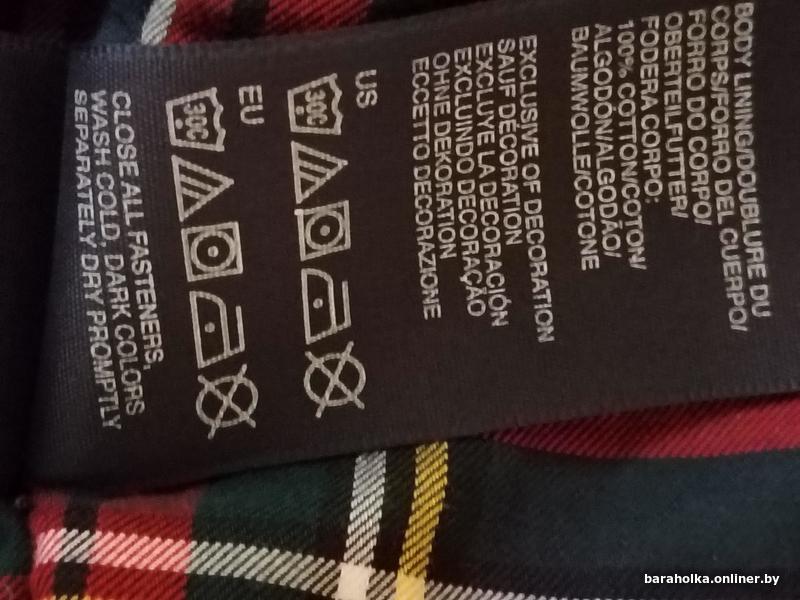 BODY LINING/DOUBLURE DU
CORPS/FORRO DEL CUERPO/
FORRO DO CORPO/
OBERTEILFUTTER/
FODERA CORPO:
100% COTTON/COTON/
ALGODÓN/ALGODÃO/
BAUMWOLLE/COTONE
EXCLUSIVE OF DECORATION
SAUF DÉCORATION
EXCLUYE LA DECORACIÓN
EXCLUINDO DECORAÇÃO
OHNE DEKORATION
ECCETTO DECORAZIONE
US
30C
EU
30C
CLOSE ALL FASTENERS,
WASH COLD, DARK COLORS
SEPARATELY DRY PROMPTLY
baraholka.onliner.by